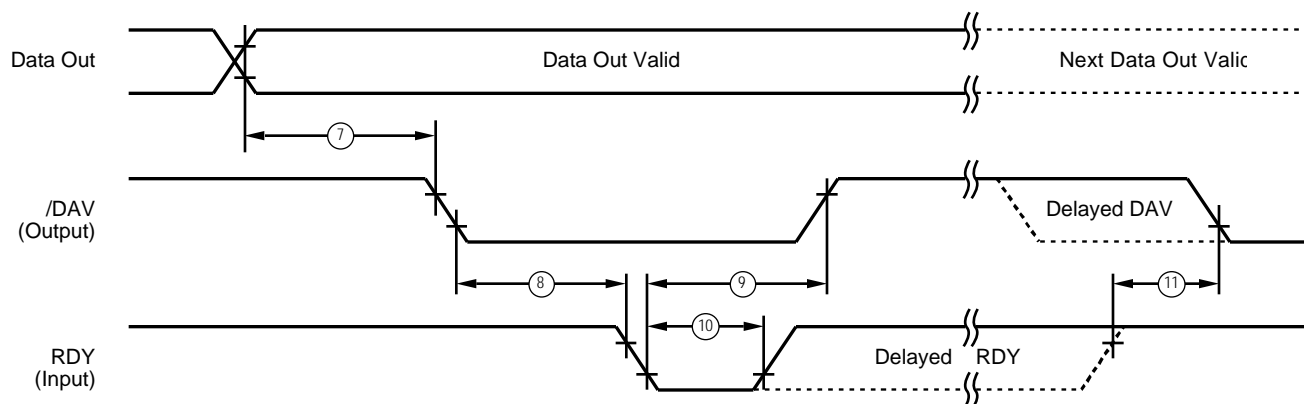 Data Out
Data Out Valid
Next Data Out Valic
7
/DAV
(Output)
Delayed DAV
8
9
11
10
RDY
(Input)
Delayed RDY